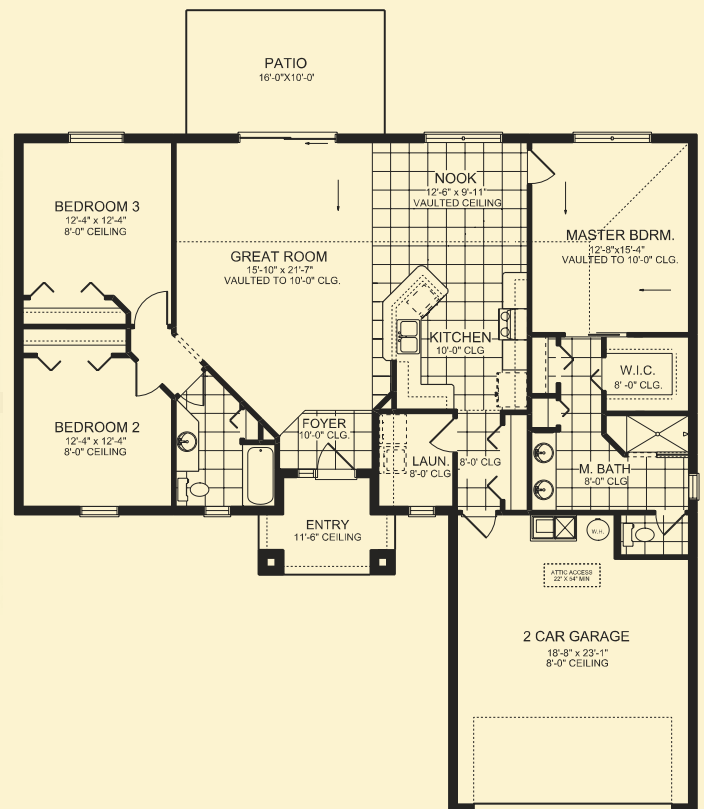 PATIO
16'-0"X10'-0'
BEDROOM 3
12'-4" x 12'-4"
8'-0" CEILING
GREAT ROOM
15'-10" x 21'-7"
VAULTED TO 10'-0" CLG.
NOOK
12'-6" x 9'-11'
VAULTED CEILING
MASTER BDRM.
12'-8"x15'-4"
VAULTED TO 10'-0" CLG.
KITCHEN
10'-0" CLG
W.I.C.
8' -0" CLG.
BEDROOM 2
12'-4" x 12'-4"
8'-0" CEILING
FOYER
10'-0" CLG.
LAUN.
8'-0" CLG
8'-0' CLG
M. BATH
8'-0" CLG
ENTRY
11'-6" CEILING
W.H.
ATTIC ACCESS
22" X 54" MIN
2 CAR GARAGE
18'-8" x 23'-1"
8'-0" CEILING